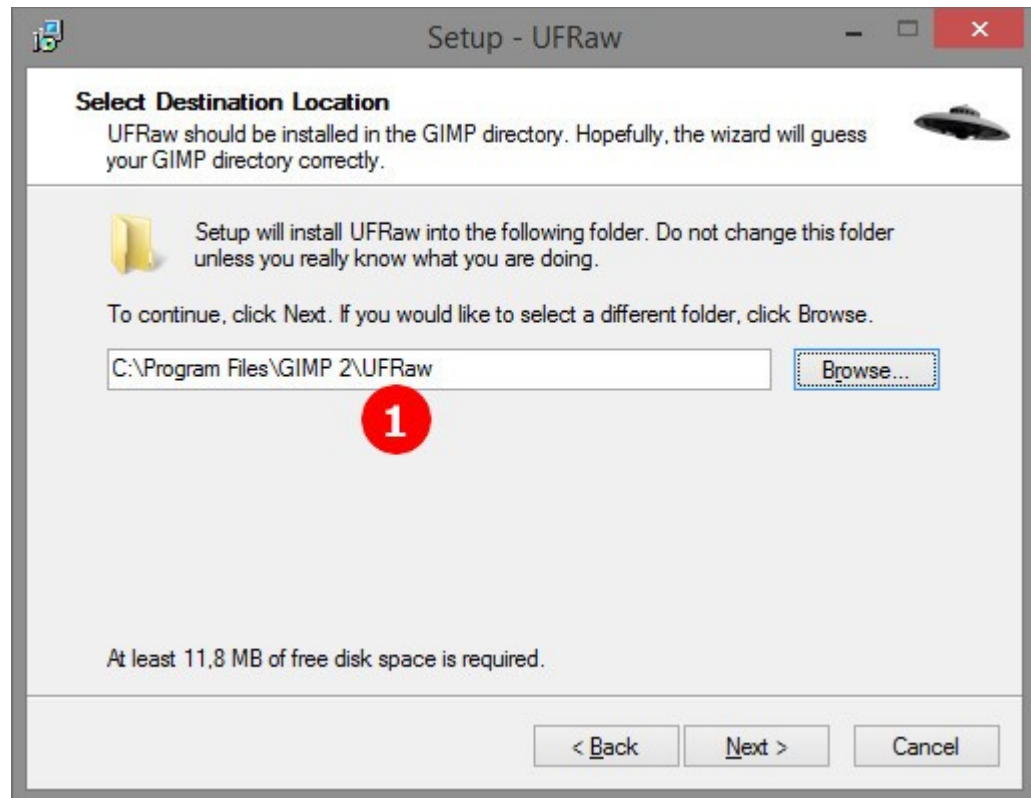 Setup - UFRaw
Select Destination Location
UFRaw should be installed in the GIMP directory. Hopefully, the wizard will guess
your GIMP directory correctly.
Setup will install UFRaw into the following folder. Do not change this folder
unless you really know what you are doing.
To continue, click Next. If you would like to select a different folder, click Browse.
C:\Program Files\GIMP 2\UFRaw
Browse...
1
At least 11,8 MB of free disk space is required.
< Back Next > Cancel